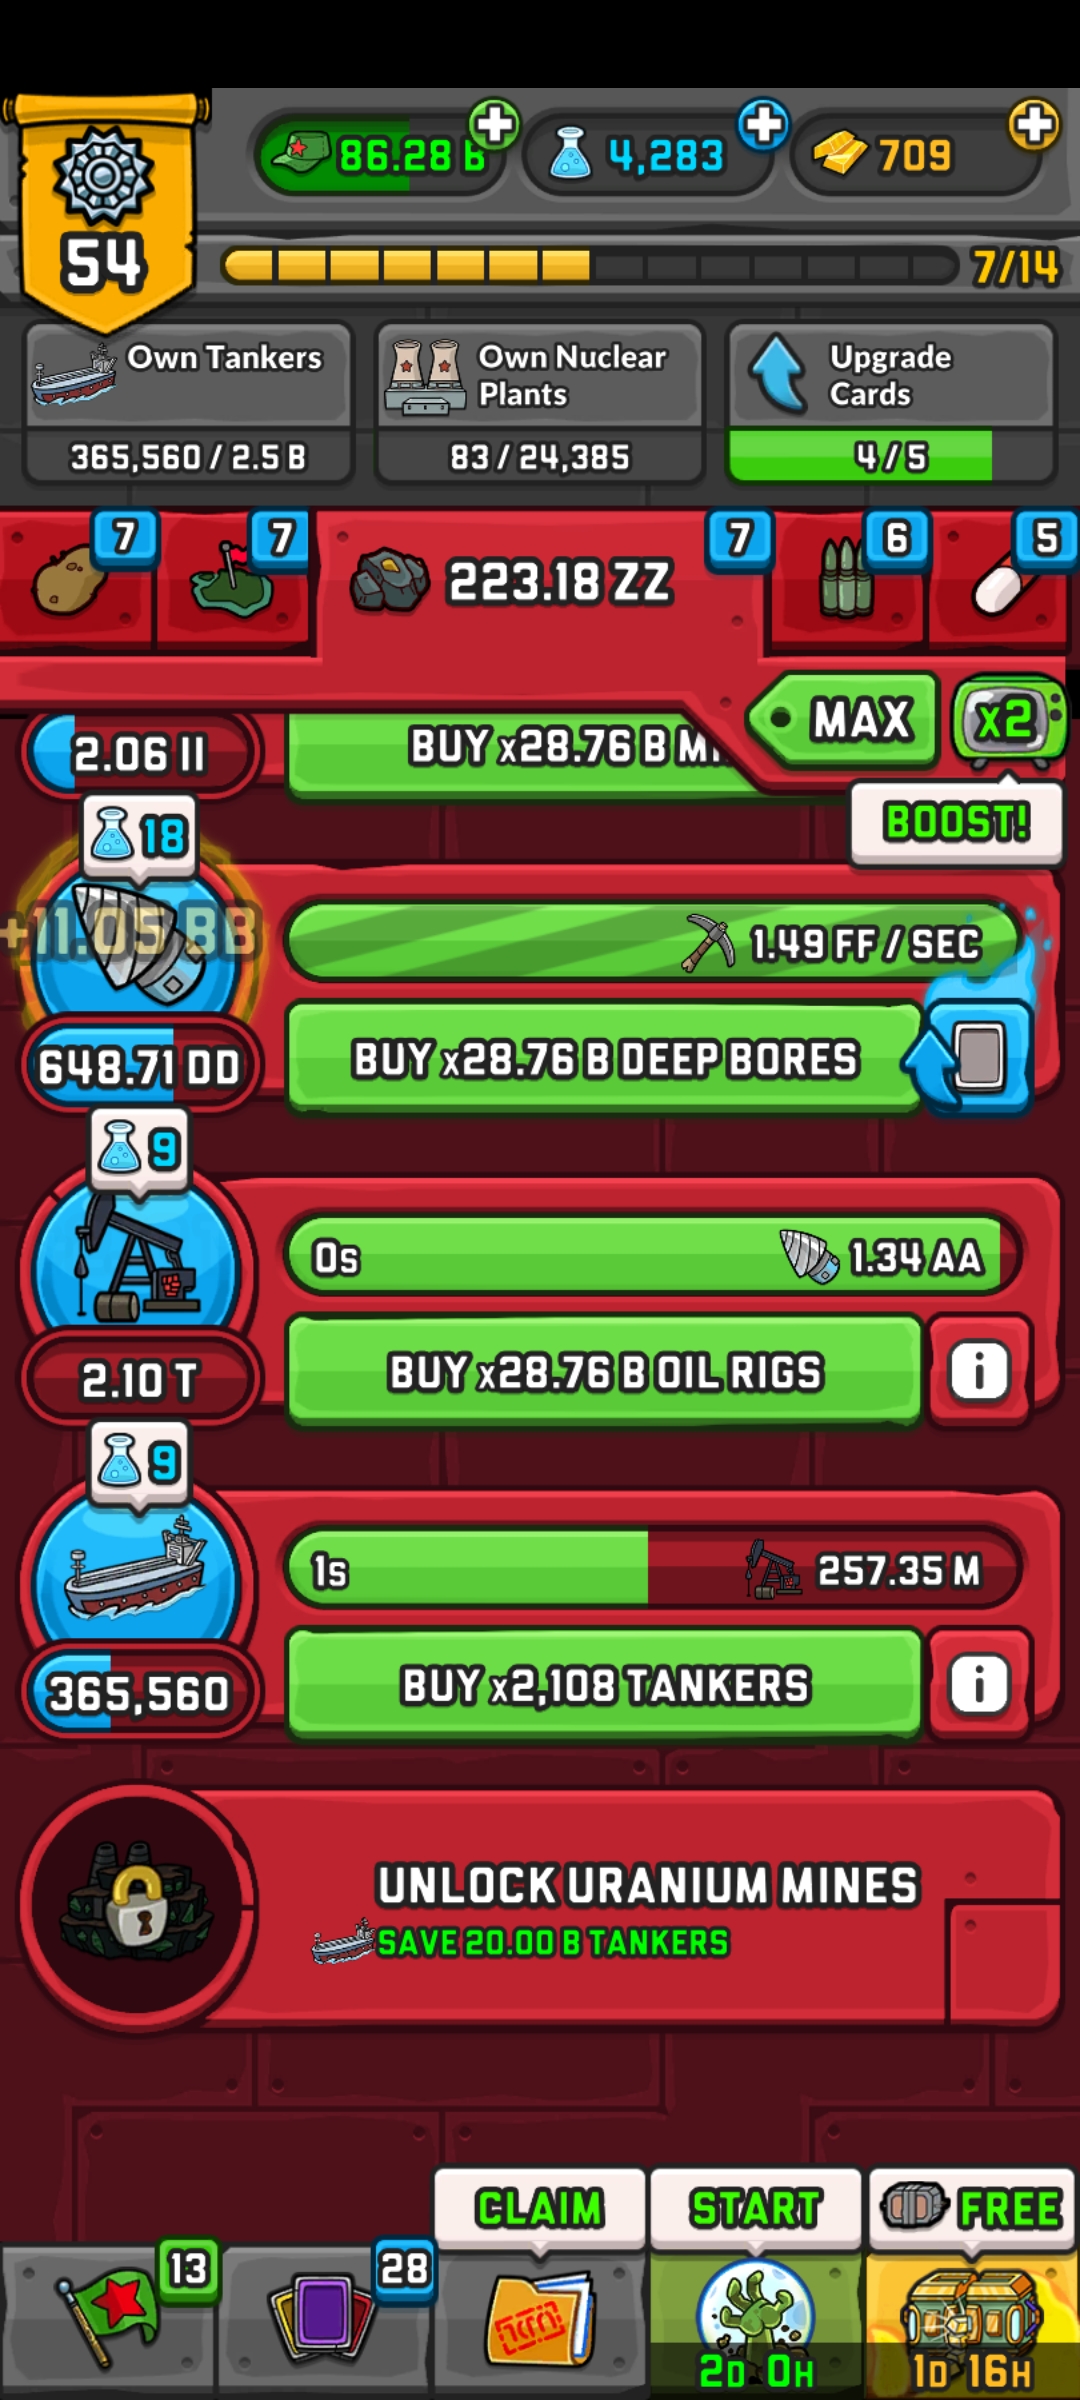 86.28 B
4,283
709
54
7/14
Own Tankers
365,560 / 2.5 B
Own Nuclear
Plants
83 / 24,385
Upgrade
Cards
4/5
7
7
223.18 ZZ
7
6
5
MAX
x2
BOOST!
2.06 II
BUY x28.76 B
18
+11.05 BB
1.49 FF / SEC
648.71 DD
BUY x28.76 B DEEP BORES
9
0s
1.34 AA
2.10 T
BUY x28.76 B OIL RIGS
i
9
1s
257.35 M
365,560
BUY x2,108 TANKERS
i
UNLOCK URANIUM MINES
SAVE 20.00 B TANKERS
CLAIM
START
FREE
13
28
2D 0H
1D 16H